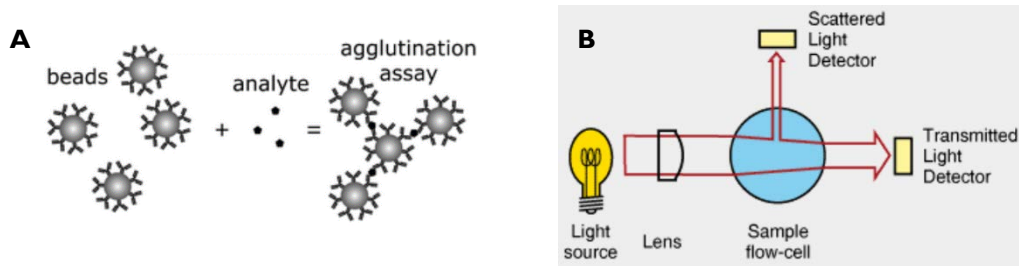 A
beads
+
analyte
=
agglutination
assay
B
Scattered
Light
Detector
Transmitted
Light
Detector
Light
source
Lens
Sample
flow-cell